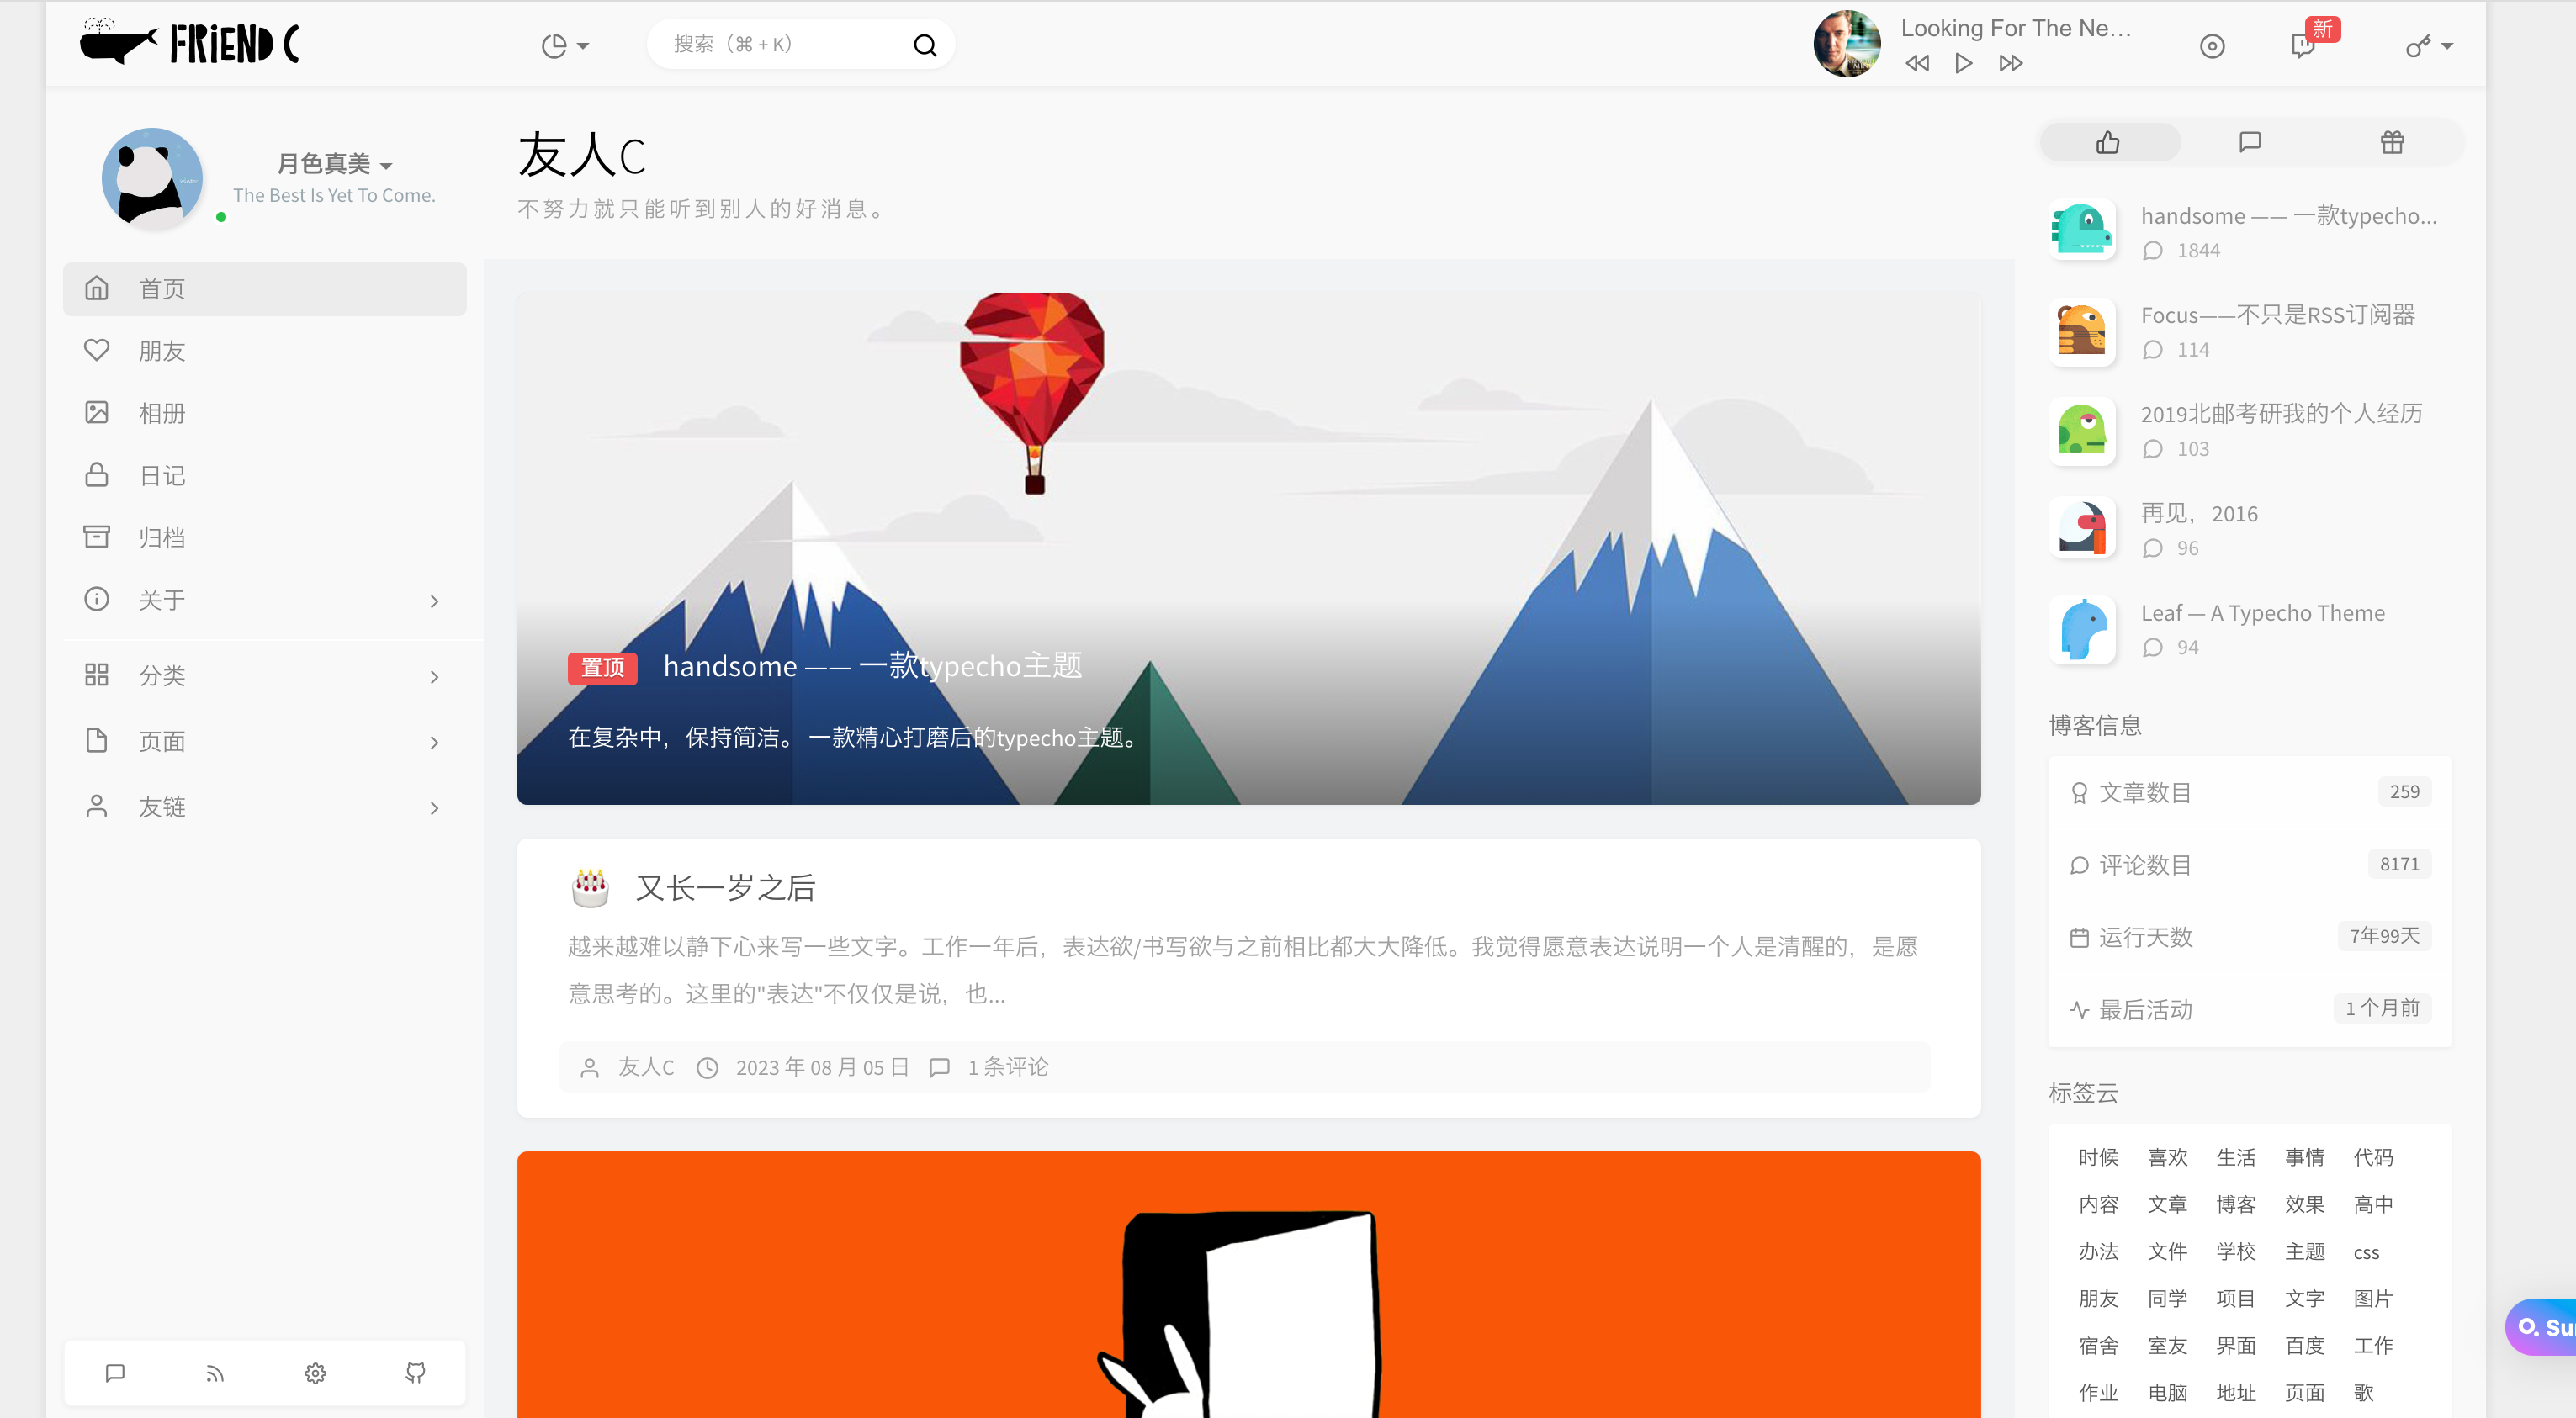 FRiEND C
搜索（⌘ + K）
Looking For The Ne...
新
月色真美
The Best Is Yet To Come.
首页
朋友
相册
日记
归档
关于
分类
页面
友链
友人C
不努力就只能听到别人的好消息。
置顶 handsome —— 一款typecho主题
在复杂中，保持简洁。 一款精心打磨后的typecho主题。
又长一岁之后
越来越难以静下心来写一些文字。工作一年后，表达欲/书写欲与之前相比都大大降低。我觉得愿意表达说明一个人是清醒的，是愿
意思考的。这里的"表达"不仅仅是说，也...
友人C 2023 年 08 月 05 日 1 条评论
handsome —— 一款typecho...
1844
Focus——不只是RSS订阅器
114
2019北邮考研我的个人经历
103
再见，2016
96
Leaf — A Typecho Theme
94
博客信息
文章数目 259
评论数目 8171
运行天数 7年99天
最后活动 1 个月前
标签云
时候 喜欢 生活 事情 代码
内容 文章 博客 效果 高中
办法 文件 学校 主题 css
朋友 同学 项目 文字 图片
宿舍 室友 界面 百度 工作
作业 电脑 地址 页面 歌